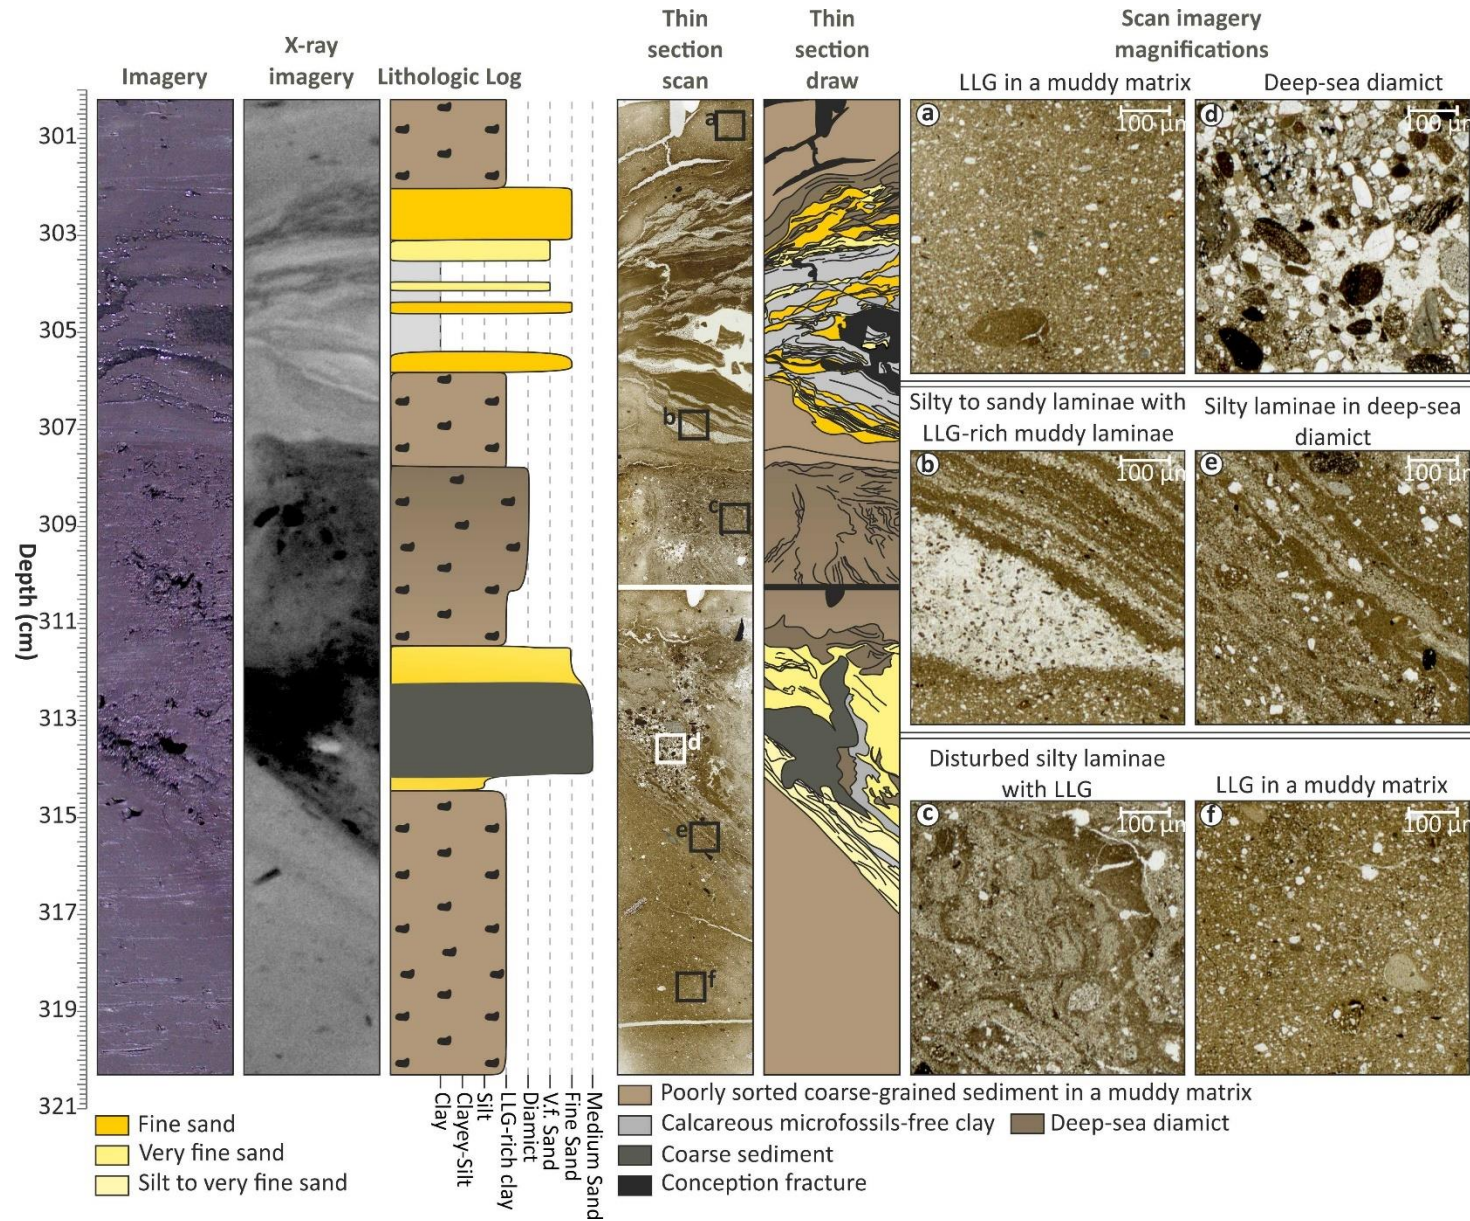 Imagery
X-ray
imagery
Lithologic Log
Thin
section
scan
Thin
section
draw
Scan imagery
magnifications
LLG in a muddy matrix
Deep-sea diamict
a
100 µm
d
100 µm
Silty to sandy laminae with
LLG-rich muddy laminae
Silty laminae in deep-sea
diamict
b
100 µm
e
100 µm
Disturbed silty laminae
with LLG
LLG in a muddy matrix
c
100 µm
f
100 µm
a
b
c
d
e
f
Depth (cm)
301
303
305
307
309
311
313
315
317
319
321
Clay
Clayey-Silt
Silt
LLG-rich clay
Diamict
V.f. Sand
Fine Sand
Medium Sand
Fine sand
Very fine sand
Silt to very fine sand
Poorly sorted coarse-grained sediment in a muddy matrix
Calcareous microfossils-free clay
Deep-sea diamict
Coarse sediment
Conception fracture